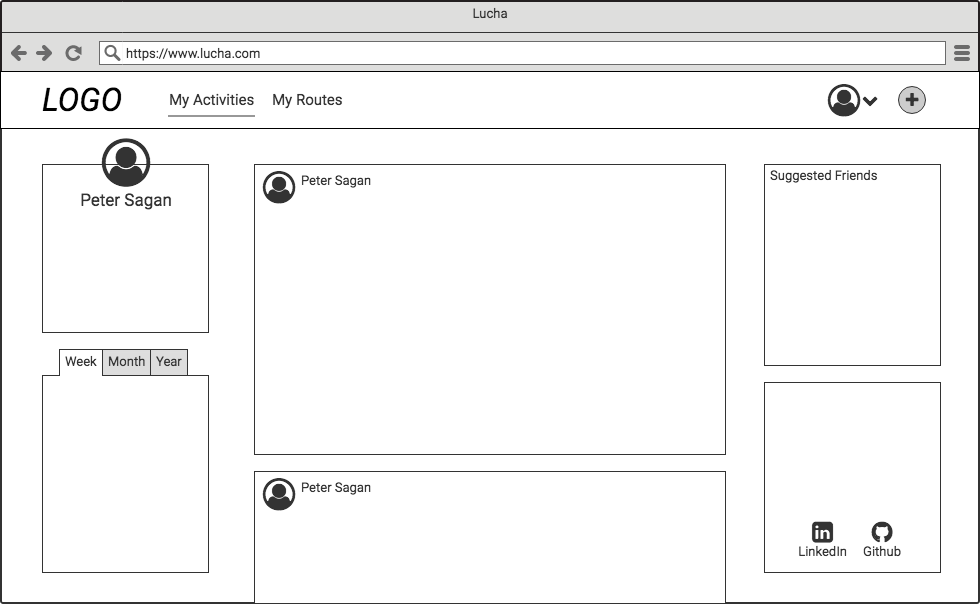 Lucha
https://www.lucha.com
LOGO
My Activities
My Routes
Peter Sagan
Week
Month
Year
Peter Sagan
Peter Sagan
Suggested Friends
LinkedIn
Github